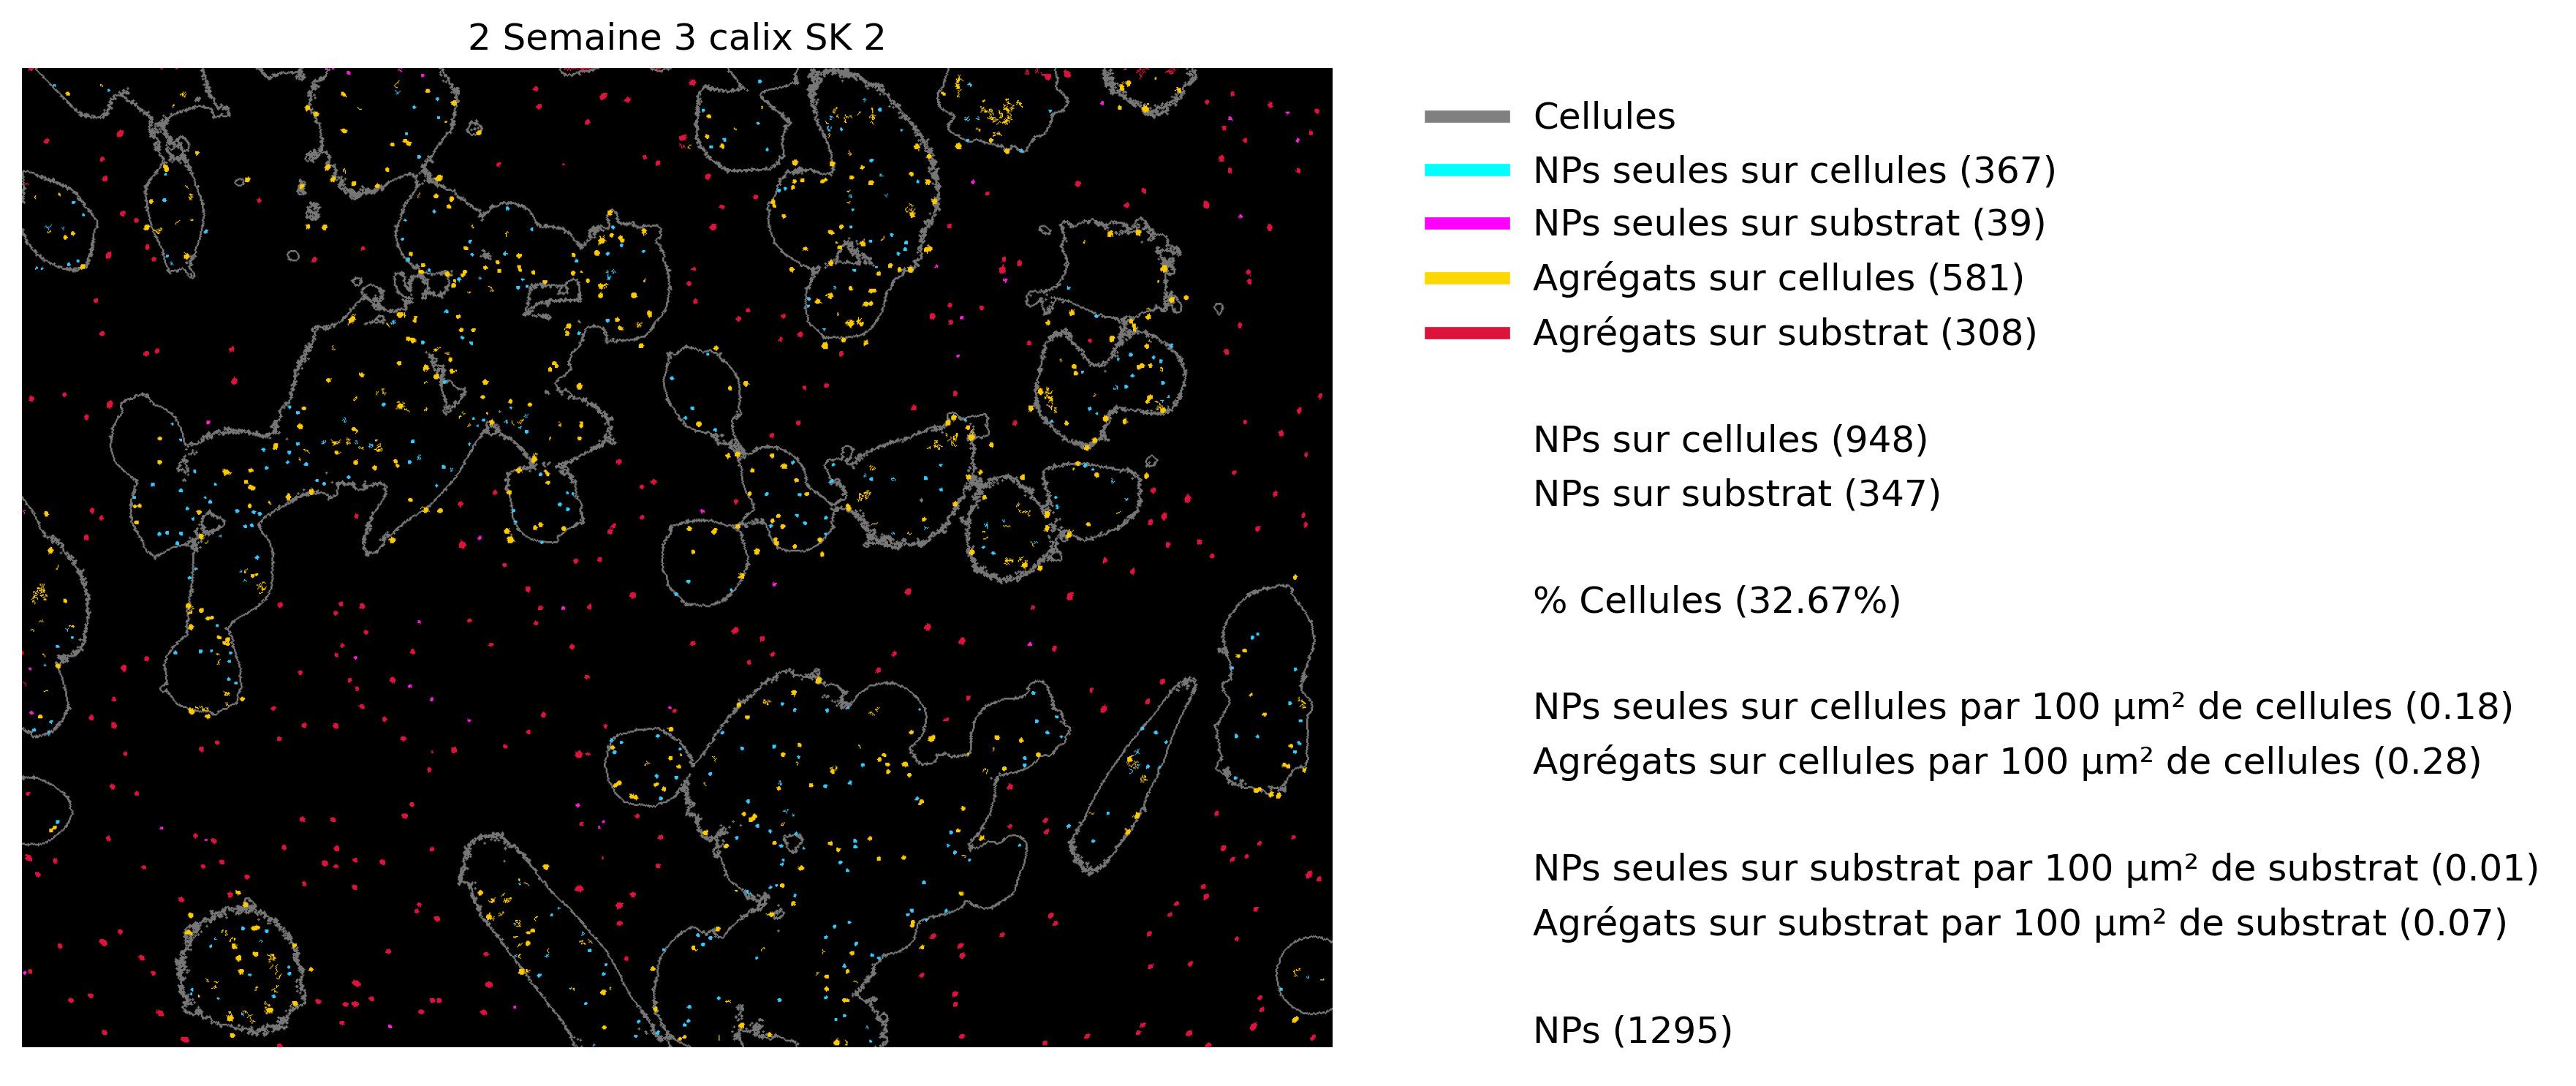 2 Semaine 3 calix SK 2
Cellules
NPs seules sur cellules (367)
NPs seules sur substrat (39)
Agrégats sur cellules (581)
Agrégats sur substrat (308)
NPs sur cellules (948)
NPs sur substrat (347)
% Cellules (32.67%)
NPs seules sur cellules par 100 µm² de cellules (0.18)
Agrégats sur cellules par 100 µm² de cellules (0.28)
NPs seules sur substrat par 100 µm² de substrat (0.01)
Agrégats sur substrat par 100 µm² de substrat (0.07)
NPs (1295)